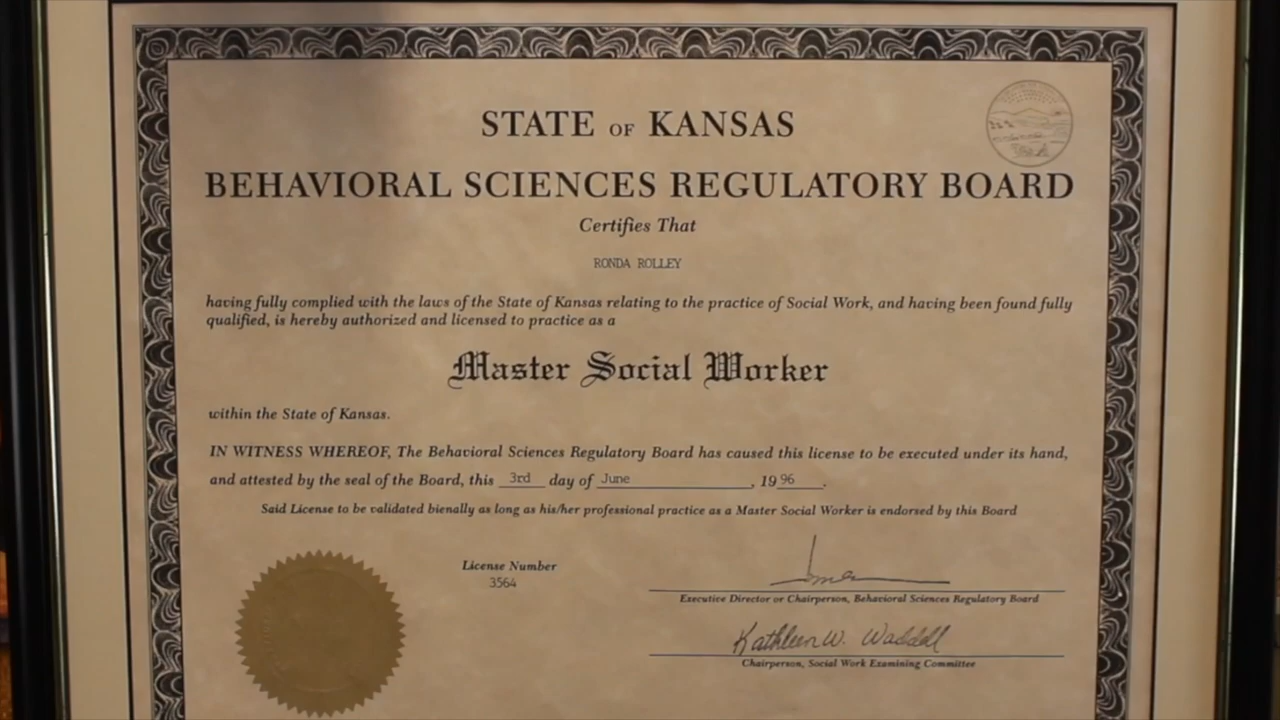 STATE OF KANSAS
BEHAVIORAL SCIENCES REGULATORY BOARD
Certifies That
RONDA ROLLEY
having fully complied with the laws of the State of Kansas relating to the practice of Social Work, and having been found fully
qualified, is hereby authorized and licensed to practice as a
Master Social Worker
within the State of Kansas.
IN WITNESS WHEREOF, The Behavioral Sciences Regulatory Board has caused this license to be executed under its hand,
and attested by the seal of the Board, this 3rd day of June, 1996.
Said License to be validated bienally as long as his/her professional practice as a Master Social Worker is endorsed by this Board
License Number
3564
Executive Director or Chairperson, Behavioral Sciences Regulatory Board
Kathleen W. Waddell
Chairperson, Social Work Examining Committee